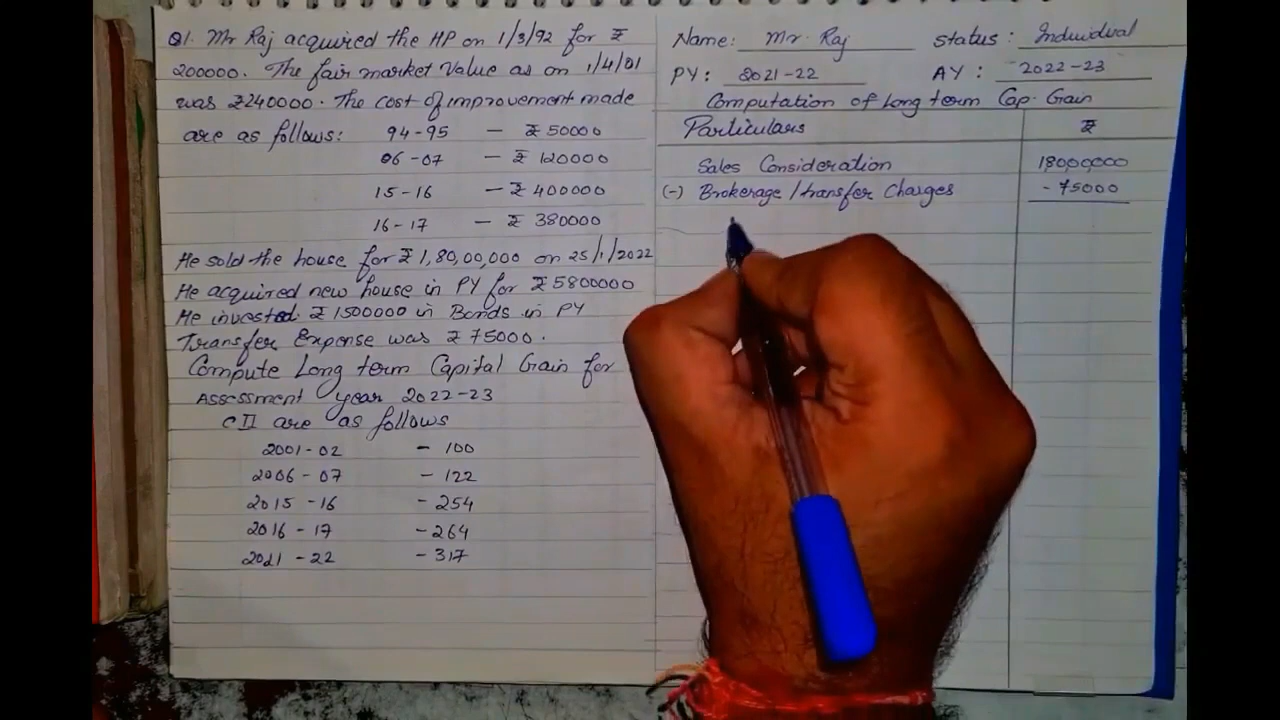 Q1. Mr Raj acquired the HP on 1/3/92 for ₹
200000. The fair market Value as on 1/4/01
was ₹240000. The cost of improvement made
are as follows: 94-95 - ₹ 50000
06-07 - ₹ 120000
15-16 - ₹ 400000
16-17 - ₹ 380000
He sold the house for ₹ 1,80,00,000 on 25/1/2022
He acquired new house in PY for ₹ 5800000
He invested ₹ 1500000 in Bonds in PY
Transfer Expense was ₹ 75000.
Compute Long term Capital Gain for
Assessment year 2022-23
CII are as follows
2001-02 - 100
2006-07 - 122
2015-16 - 254
2016-17 - 264
2021-22 - 317
Name: Mr. Raj Status: Individual
PY: 2021-22 AY: 2022-23
Computation of Long term Cap. Gain
Particulars ₹
Sales Consideration 18000000
(-) Brokerage / transfer Charges - 75000